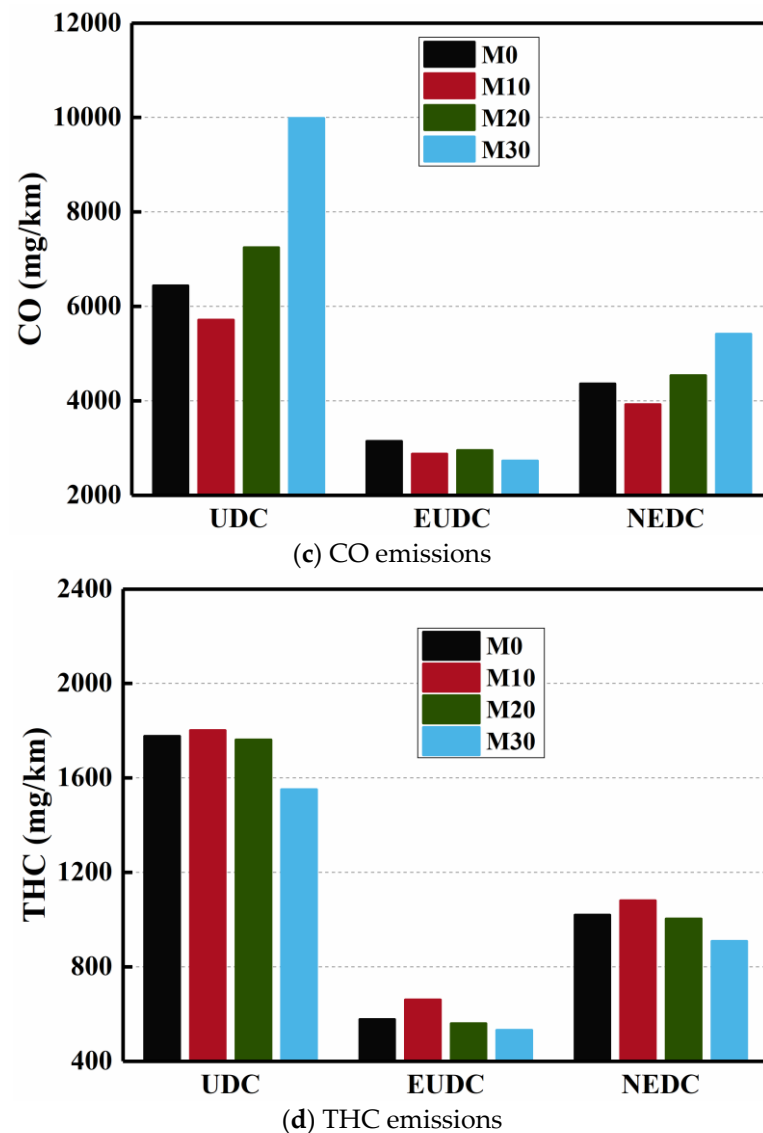 12000
10000
8000
6000
4000
2000
CO (mg/km)
M0
M10
M20
M30
UDC EUDC NEDC
(c) CO emissions
2400
2000
1600
1200
800
400
THC (mg/km)
M0
M10
M20
M30
UDC EUDC NEDC
(d) THC emissions